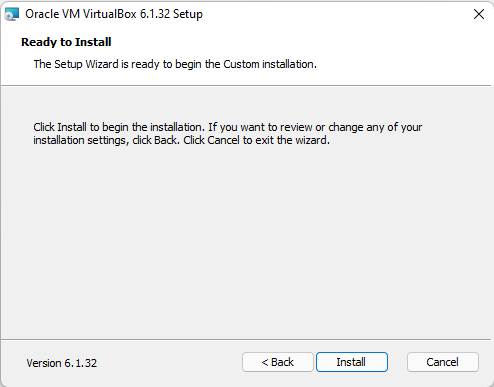 Oracle VM VirtualBox 6.1.32 Setup
Ready to Install
The Setup Wizard is ready to begin the Custom installation.
Click Install to begin the installation. If you want to review or change any of your
installation settings, click Back. Click Cancel to exit the wizard.
Version 6.1.32
< Back
Install
Cancel